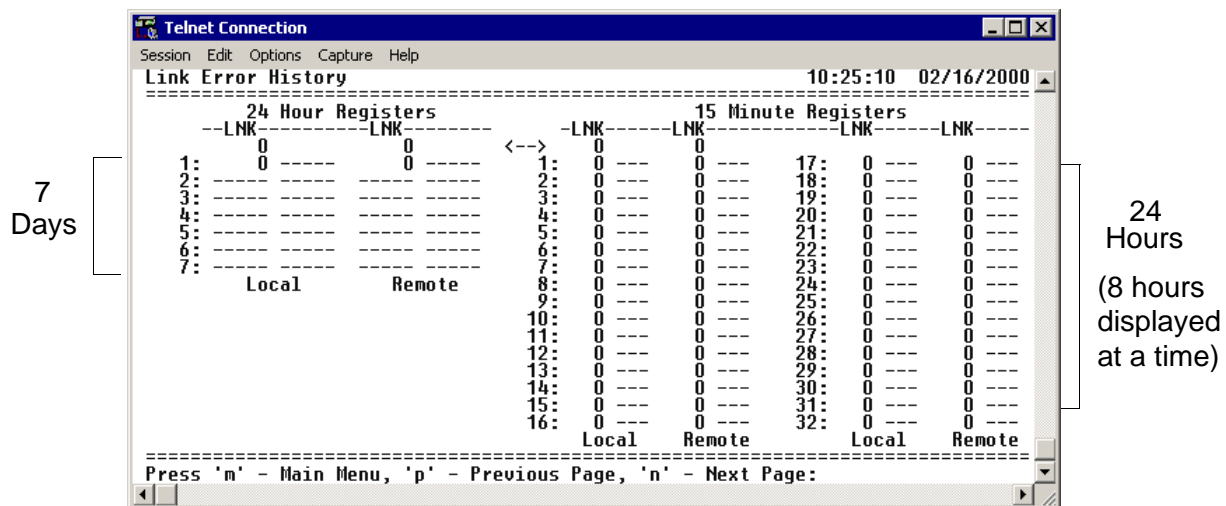 Telnet Connection
Session Edit Options Capture Help
Link Error History 10:25:10 02/16/2000
==============================================================================
24 Hour Registers 15 Minute Registers
--LNK-----------LNK-------- -LNK------LNK------------LNK------LNK-----
0 0 <--> 0 0
1: 0 ----- 0 ----- 1: 0 --- 0 --- 17: 0 --- 0 ---
2: ----- ----- ----- ----- 2: 0 --- 0 --- 18: 0 --- 0 ---
3: ----- ----- ----- ----- 3: 0 --- 0 --- 19: 0 --- 0 ---
4: ----- ----- ----- ----- 4: 0 --- 0 --- 20: 0 --- 0 ---
5: ----- ----- ----- ----- 5: 0 --- 0 --- 21: 0 --- 0 ---
6: ----- ----- ----- ----- 6: 0 --- 0 --- 22: 0 --- 0 ---
7: ----- ----- ----- ----- 7: 0 --- 0 --- 23: 0 --- 0 ---
Local Remote 8: 0 --- 0 --- 24: 0 --- 0 ---
9: 0 --- 0 --- 25: 0 --- 0 ---
10: 0 --- 0 --- 26: 0 --- 0 ---
11: 0 --- 0 --- 27: 0 --- 0 ---
12: 0 --- 0 --- 28: 0 --- 0 ---
13: 0 --- 0 --- 29: 0 --- 0 ---
14: 0 --- 0 --- 30: 0 --- 0 ---
15: 0 --- 0 --- 31: 0 --- 0 ---
16: 0 --- 0 --- 32: 0 --- 0 ---
Local Remote Local Remote
==============================================================================
Press 'm' - Main Menu, 'p' - Previous Page, 'n' - Next Page:
7
Days
24
Hours
(8 hours
displayed
at a time)